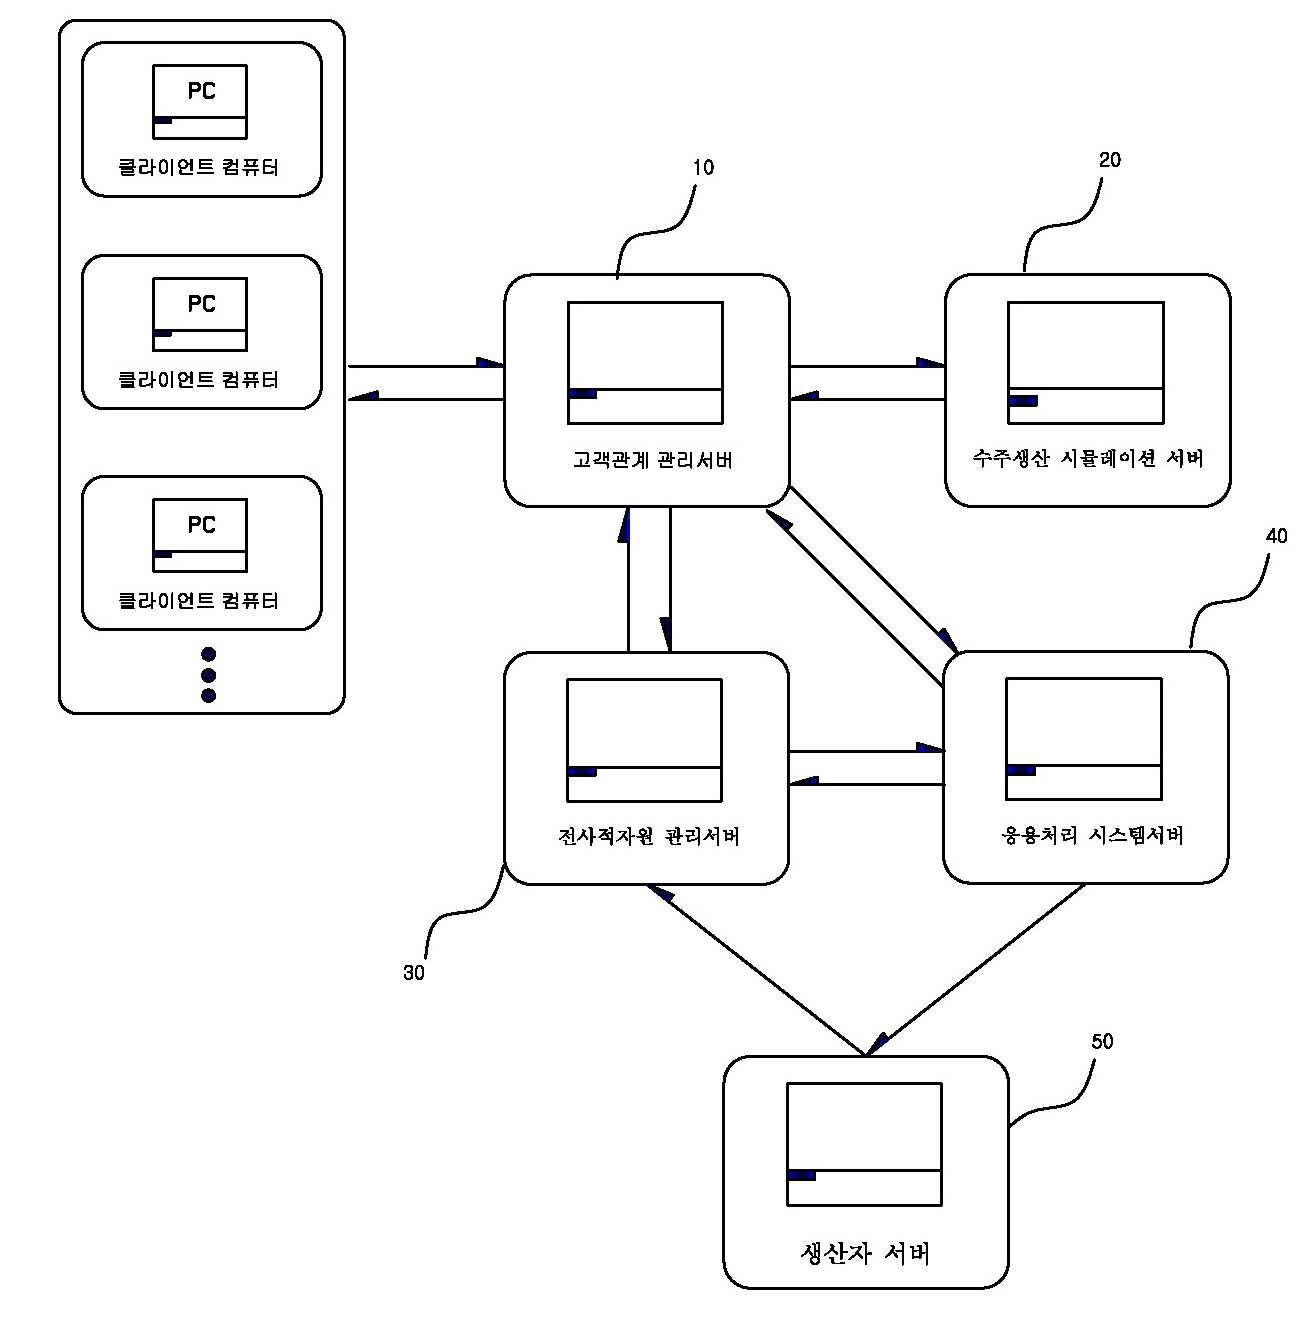 PC
클라이언트 컴퓨터
PC
클라이언트 컴퓨터
PC
클라이언트 컴퓨터
10
고객관계 관리서버
20
수주생산 시뮬레이션 서버
30
전사적자원 관리서버
40
응용처리 시스템서버
50
생산자 서버